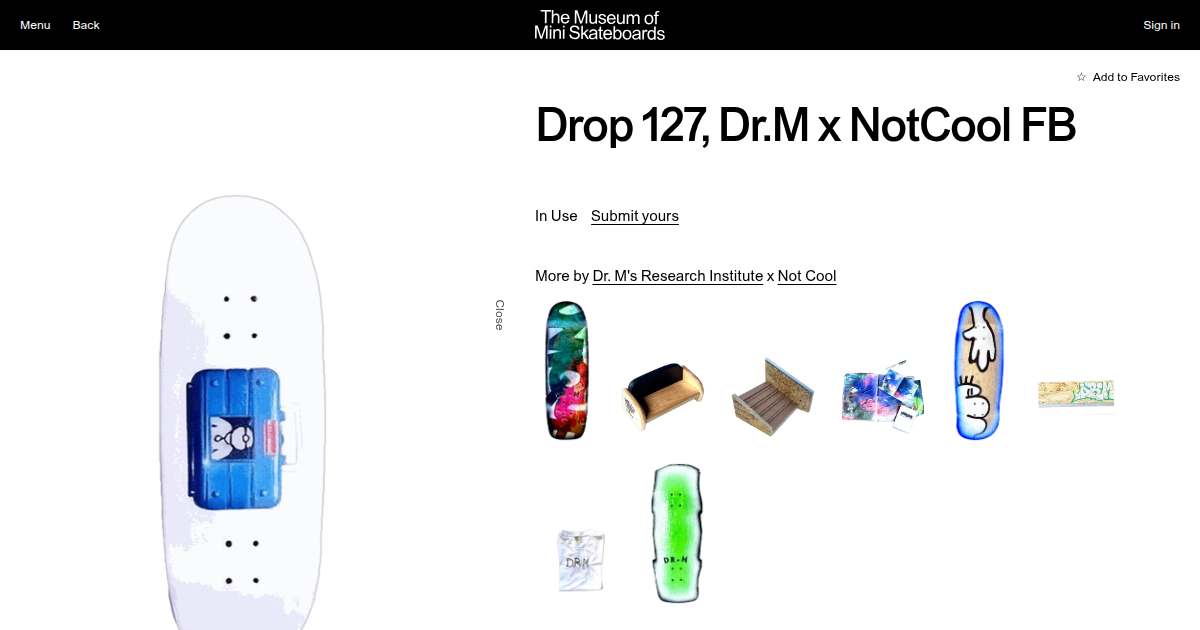 Menu
Back
The Museum of
Mini Skateboards
Sign in
☆ Add to Favorites
Drop 127, Dr.M x NotCool FB
In Use Submit yours
More by Dr. M's Research Institute x Not Cool
Close
DR-M
DR-M